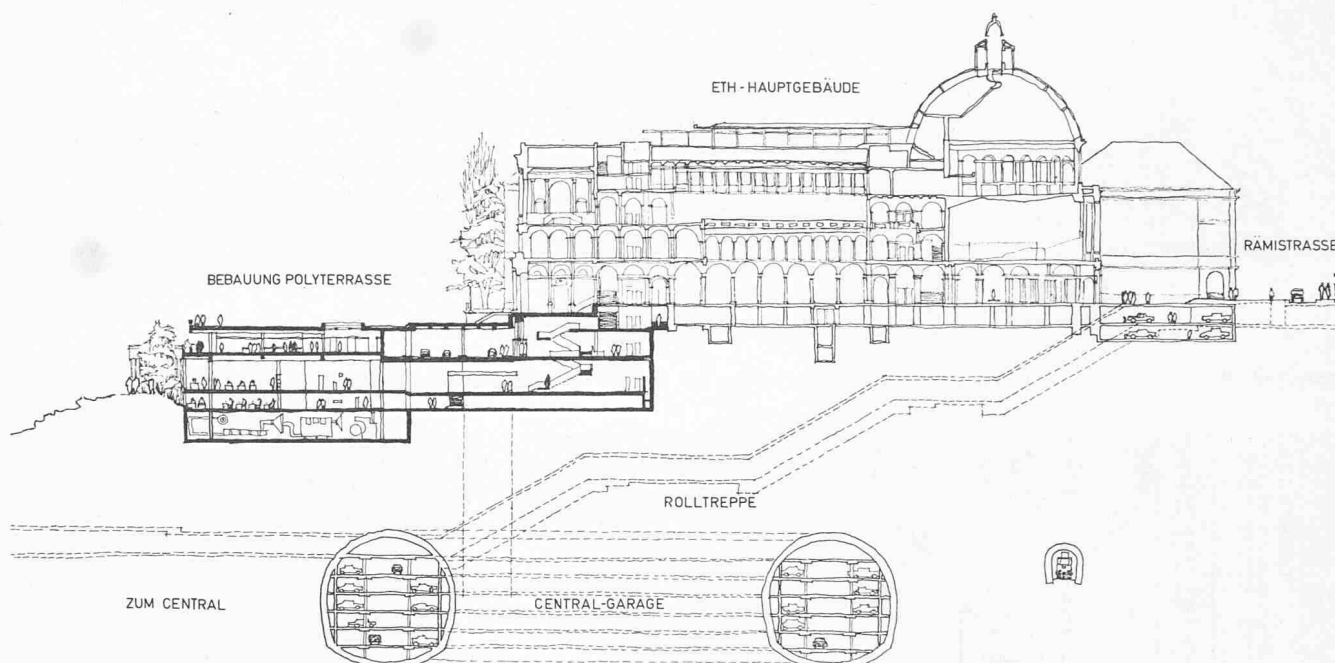 ETH-HAUPTGEBÄUDE
RÄMISTRASSE
BEBAUUNG POLYTERRASSE
ROLLTREPPE
ZUM CENTRAL
CENTRAL-GARAGE